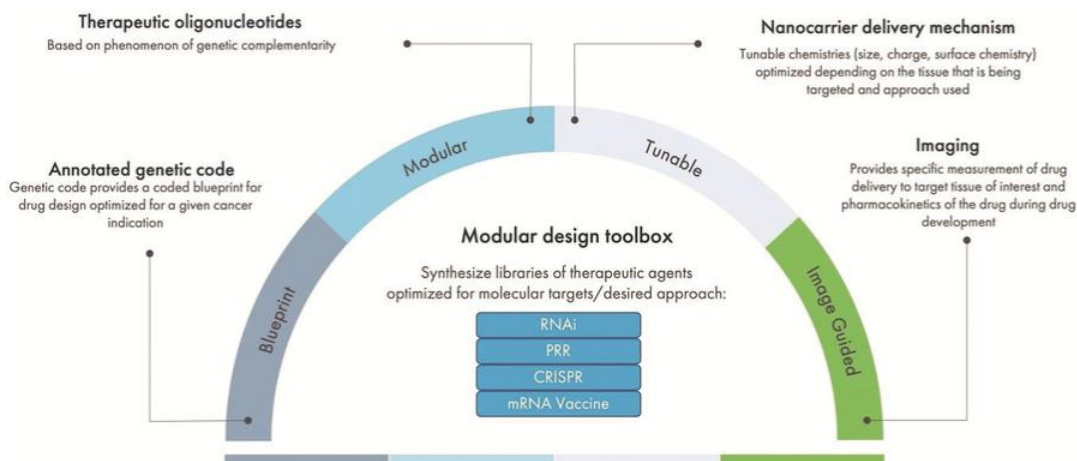 Therapeutic oligonucleotides
Based on phenomenon of genetic complementarity
Nanocarrier delivery mechanism
Tunable chemistries (size, charge, surface chemistry)
optimized depending on the tissue that is being
targeted and approach used
Annotated genetic code
Genetic code provides a coded blueprint for
drug design optimized for a given cancer
indication
Imaging
Provides specific measurement of drug
delivery to target tissue of interest and
pharmacokinetics of the drug during drug
development
Blueprint
Modular
Tunable
Image Guided
Modular design toolbox
Synthesize libraries of therapeutic agents
optimized for molecular targets/desired approach:
RNAi
PRR
CRISPR
mRNA Vaccine